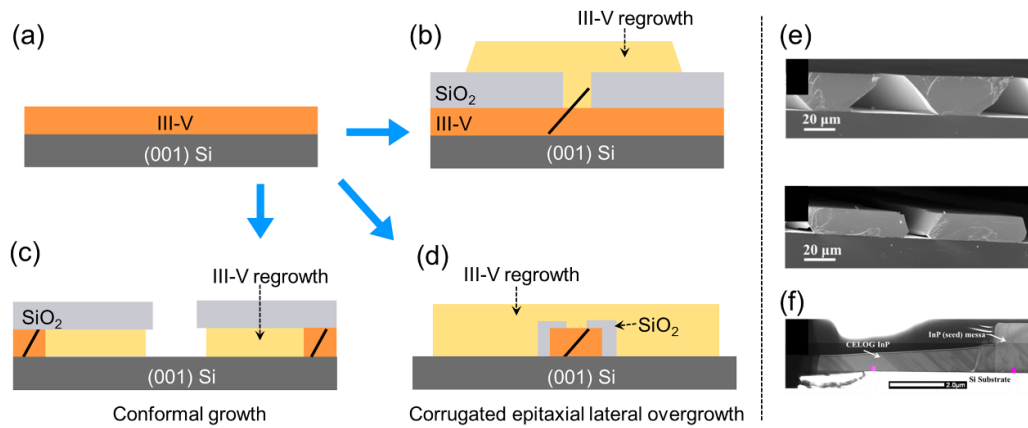 (a)
III-V
(001) Si
(b)
III-V regrowth
SiO2
III-V
(001) Si
(c)
III-V regrowth
SiO2
(001) Si
Conformal growth
(d)
III-V regrowth
SiO2
(001) Si
Corrugated epitaxial lateral overgrowth
(e)
20 μm
20 μm
(f)
InP (seed) messa
CELOG InP
Si Substrate
2.0μm